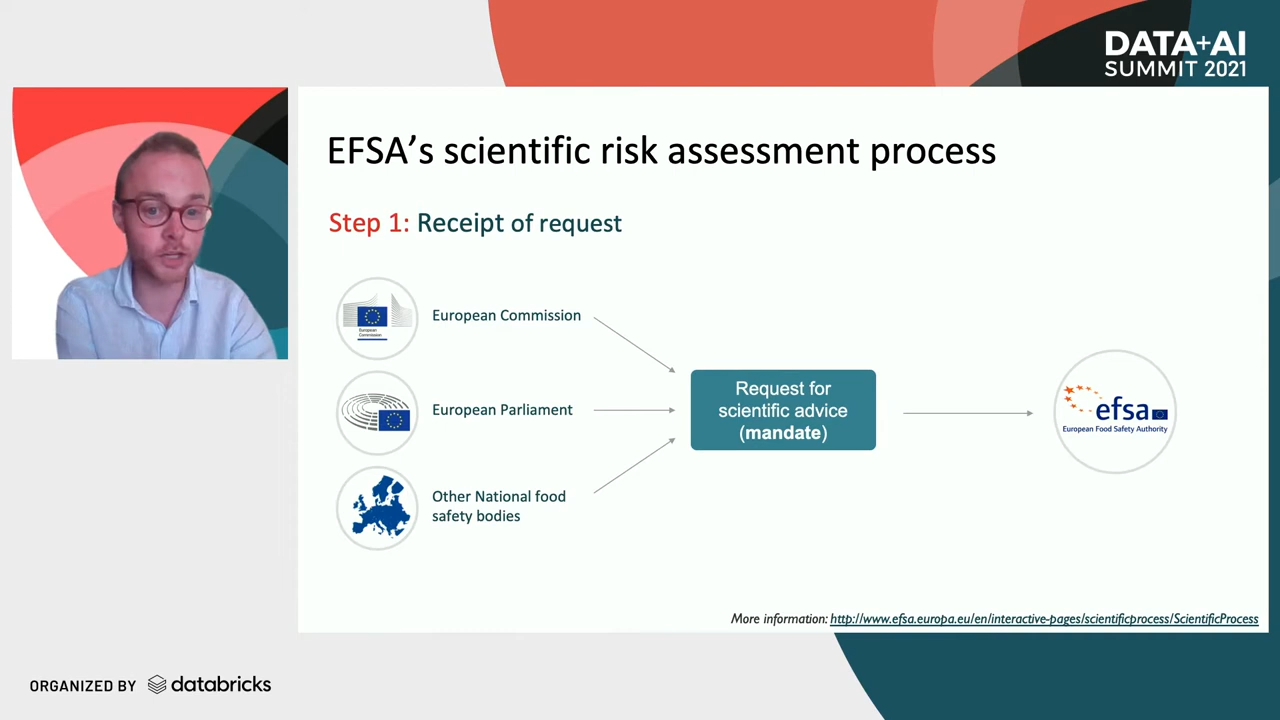 DATA+AI
SUMMIT 2021
EFSA’s scientific risk assessment process
Step 1: Receipt of request
European
Commission
European Commission
European Parliament
Other National food
safety bodies
Request for
scientific advice
(mandate)
efsa
European Food Safety Authority
More information: http://www.efsa.europa.eu/en/interactive-pages/scientificprocess/ScientificProcess
ORGANIZED BY databricks